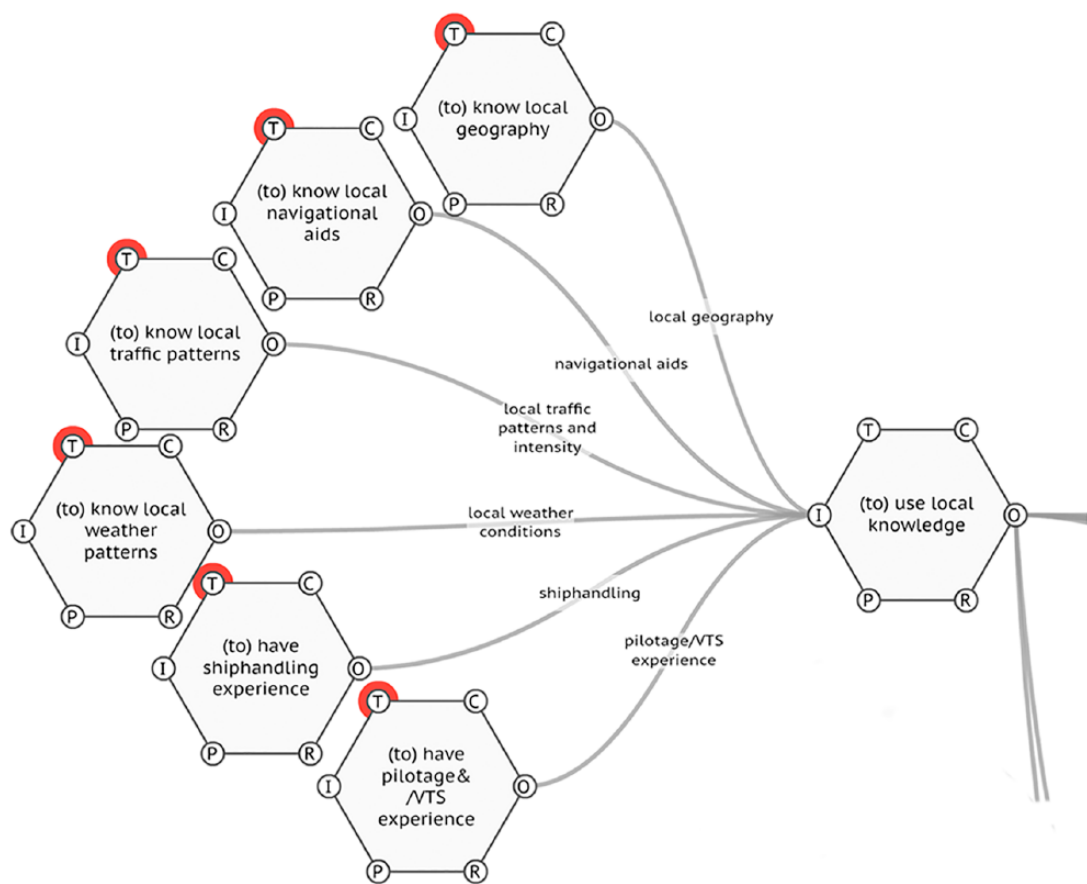 T
C
(to) know local
geography
I
O
P
R
T
C
(to) know local
navigational
aids
I
O
P
R
T
C
(to) know local
traffic patterns
I
O
P
R
T
C
(to) know local
weather
patterns
I
O
P
R
T
C
(to) have
shiphandling
experience
I
O
P
R
T
C
(to) have
pilotage&
/VTS
experience
I
O
P
R
local geography
navigational aids
local traffic
patterns and
intensity
local weather
conditions
shiphandling
pilotage/VTS
experience
T
C
(to) use local
knowledge
I
O
P
R